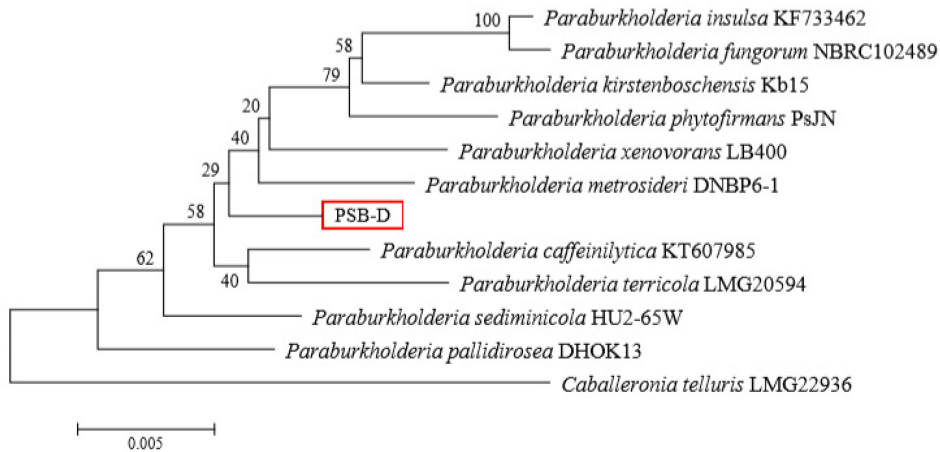 100
Paraburkholderia insulsa KF733462
58
Paraburkholderia fungorum NBRC102489
79
Paraburkholderia kirstenboschensis Kb15
20
Paraburkholderia phytofirmans PsJN
40
Paraburkholderia xenovorans LB400
29
Paraburkholderia metrosideri DNBP6-1
58
PSB-D
62
Paraburkholderia caffeinilytica KT607985
40
Paraburkholderia terricola LMG20594
Paraburkholderia sediminicola HU2-65W
Paraburkholderia pallidirosea DHOK13
Caballeronia telluris LMG22936
0.005